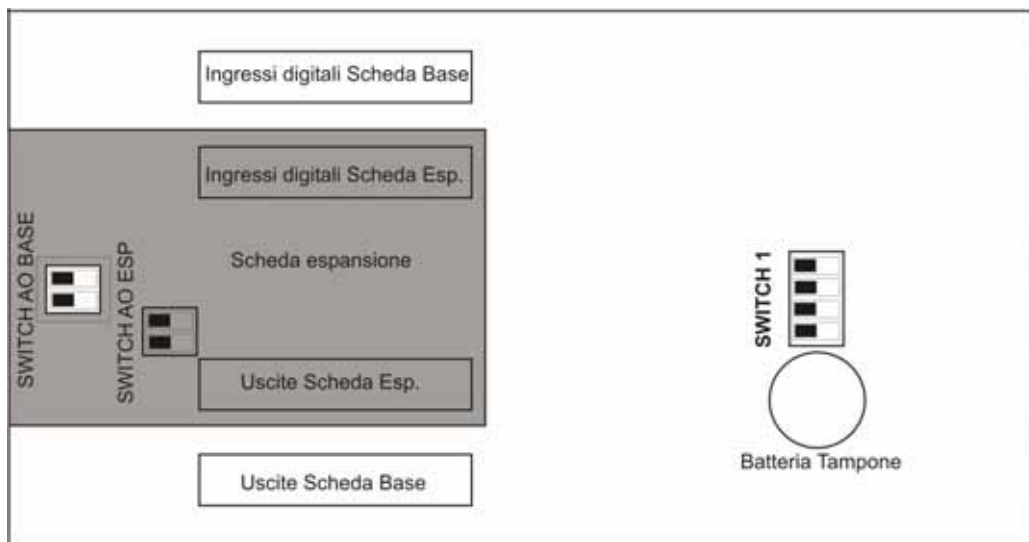 Ingressi digitali Scheda Base
Ingressi digitali Scheda Esp.
SWITCH AO BASE
SWITCH AO ESP
Scheda espansione
SWITCH 1
Uscite Scheda Esp.
Batteria Tampone
Uscite Scheda Base